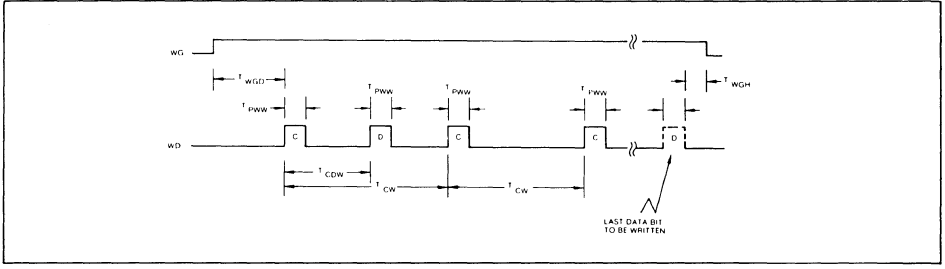 WG
T WGD
T WGH
T PWW
T PWW
T PWW
T PWW
WD
C
D
C
C
D
T CDW
T CW
T CW
LAST DATA BIT
TO BE WRITTEN